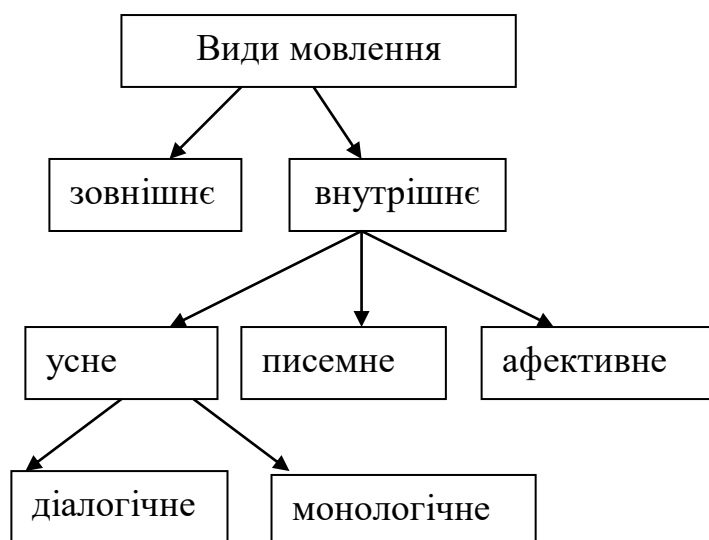 Види мовлення
зовнішнє
внутрішнє
усне
писемне
афективне
діалогічне
монологічне